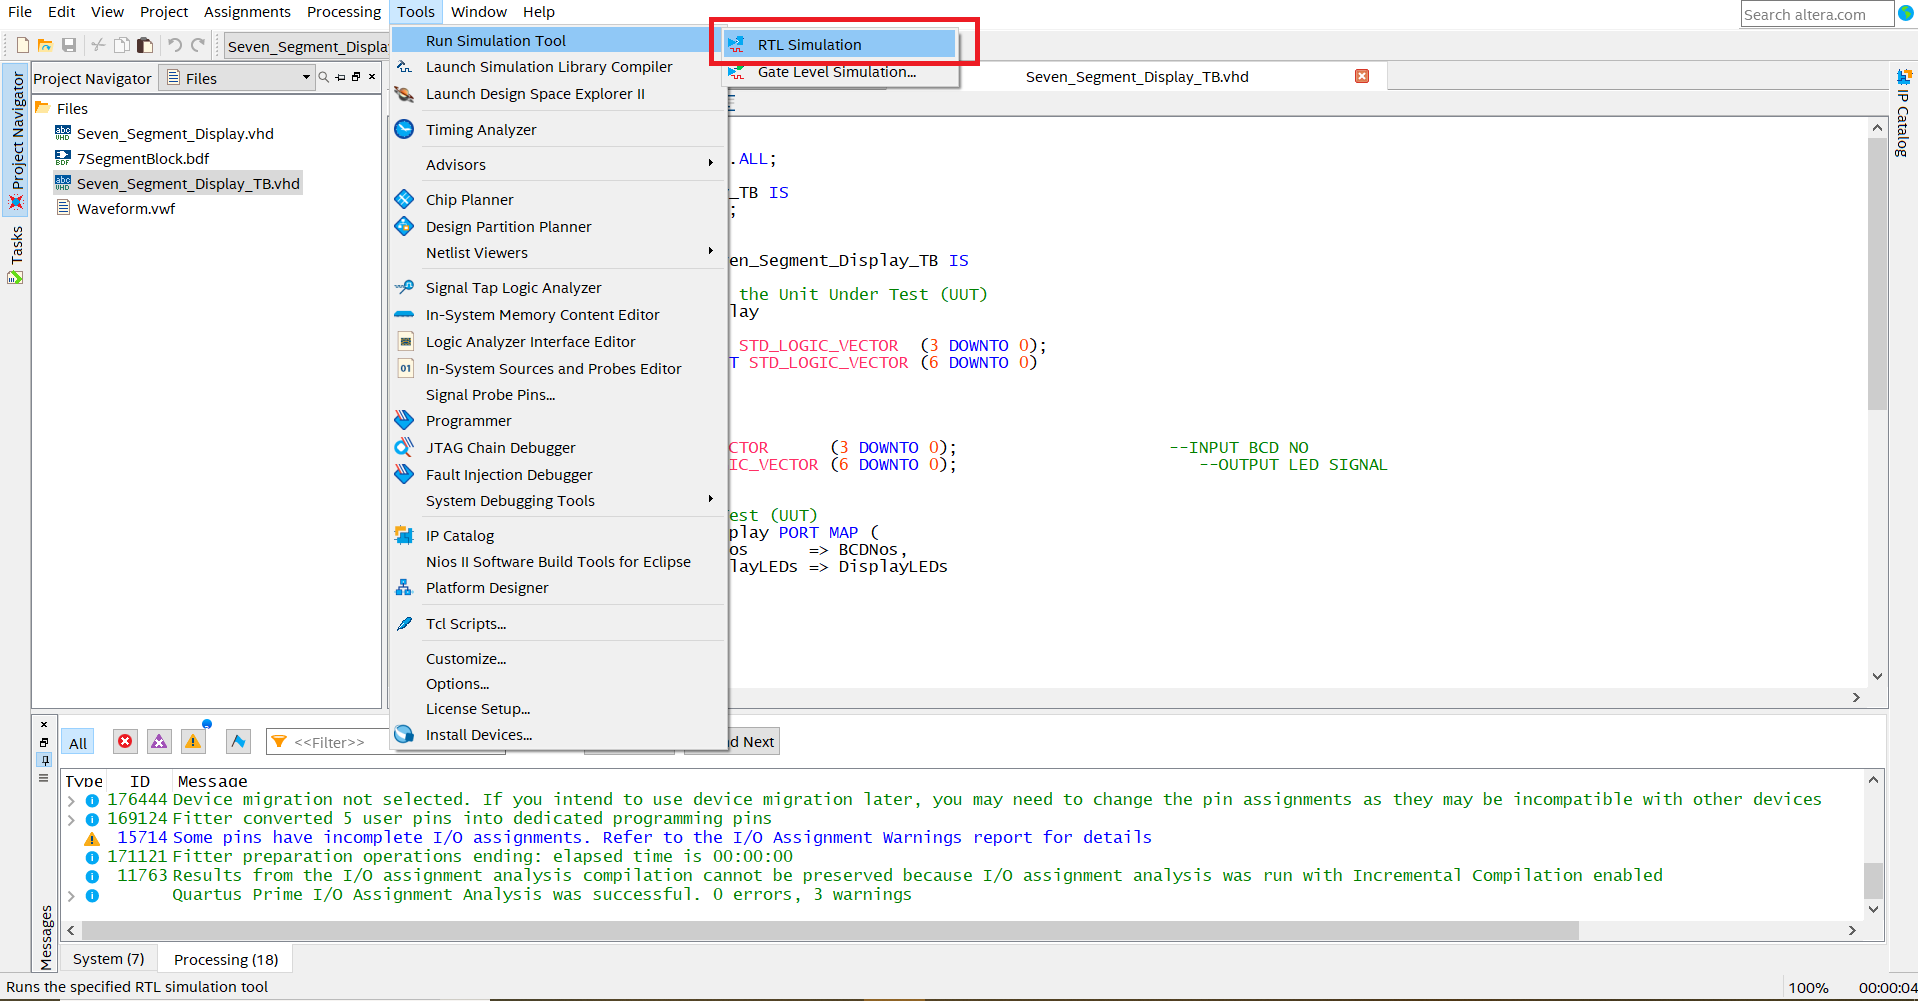 File Edit View Project Assignments Processing Tools Window Help
Search altera.com
Seven_Segment_Displa
Project Navigator Files
Files
Seven_Segment_Display.vhd
7SegmentBlock.bdf
Seven_Segment_Display_TB.vhd
Waveform.vwf
Project Navigator
Tasks
Run Simulation Tool
Launch Simulation Library Compiler
Launch Design Space Explorer II
Timing Analyzer
Advisors
Chip Planner
Design Partition Planner
Netlist Viewers
Signal Tap Logic Analyzer
In-System Memory Content Editor
Logic Analyzer Interface Editor
In-System Sources and Probes Editor
Signal Probe Pins...
Programmer
JTAG Chain Debugger
Fault Injection Debugger
System Debugging Tools
IP Catalog
Nios II Software Build Tools for Eclipse
Platform Designer
Tcl Scripts...
Customize...
Options...
License Setup...
Install Devices...
RTL Simulation
Gate Level Simulation...
Seven_Segment_Display_TB.vhd
IP Catalog
.ALL;
_TB IS
;
en_Segment_Display_TB IS
the Unit Under Test (UUT)
lay
STD_LOGIC_VECTOR (3 DOWNTO 0);
T STD_LOGIC_VECTOR (6 DOWNTO 0)
CTOR (3 DOWNTO 0); --INPUT BCD NO
IC_VECTOR (6 DOWNTO 0); --OUTPUT LED SIGNAL
est (UUT)
play PORT MAP (
os => BCDNos,
layLEDs => DisplayLEDs
All <<Filter>> d Next
Type ID Message
176444 Device migration not selected. If you intend to use device migration later, you may need to change the pin assignments as they may be incompatible with other devices
169124 Fitter converted 5 user pins into dedicated programming pins
15714 Some pins have incomplete I/O assignments. Refer to the I/O Assignment Warnings report for details
171121 Fitter preparation operations ending: elapsed time is 00:00:00
11763 Results from the I/O assignment analysis compilation cannot be preserved because I/O assignment analysis was run with Incremental Compilation enabled
Quartus Prime I/O Assignment Analysis was successful. 0 errors, 3 warnings
Messages
System (7) Processing (18)
Runs the specified RTL simulation tool 100% 00:00:04